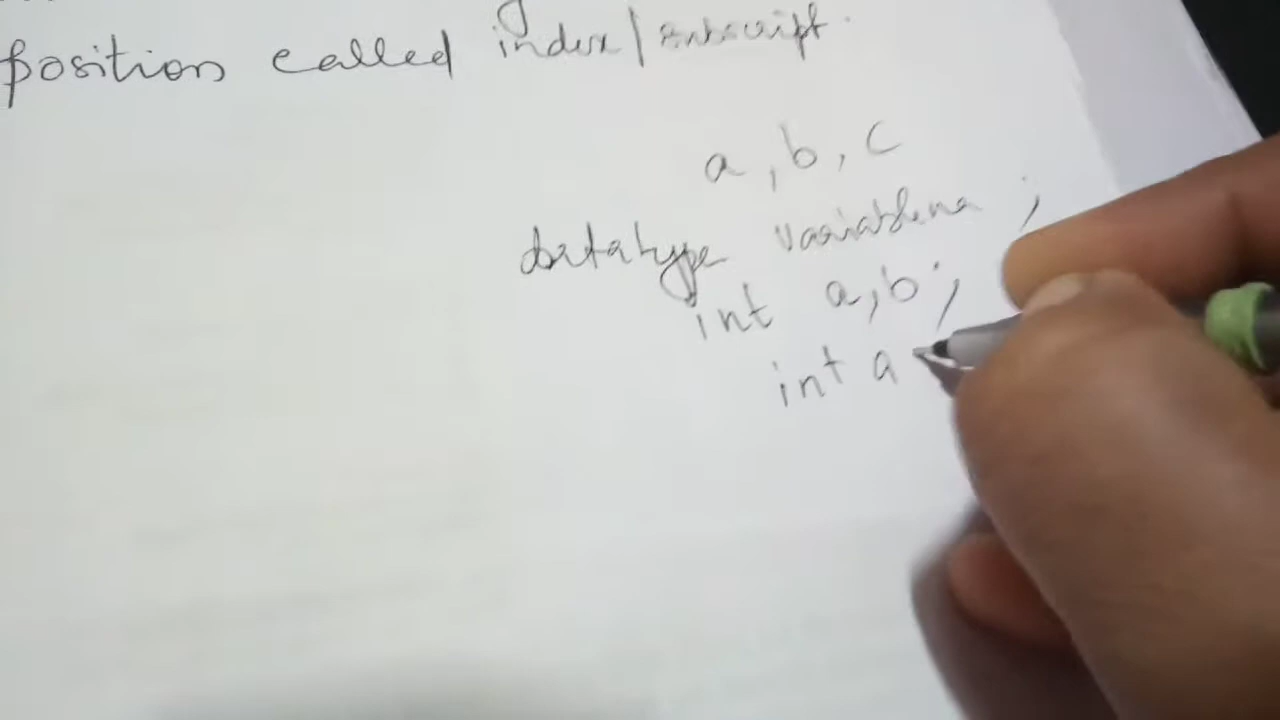 position called index/subscript.
a, b, c
datatype variablena ;
int a, b ;
int a